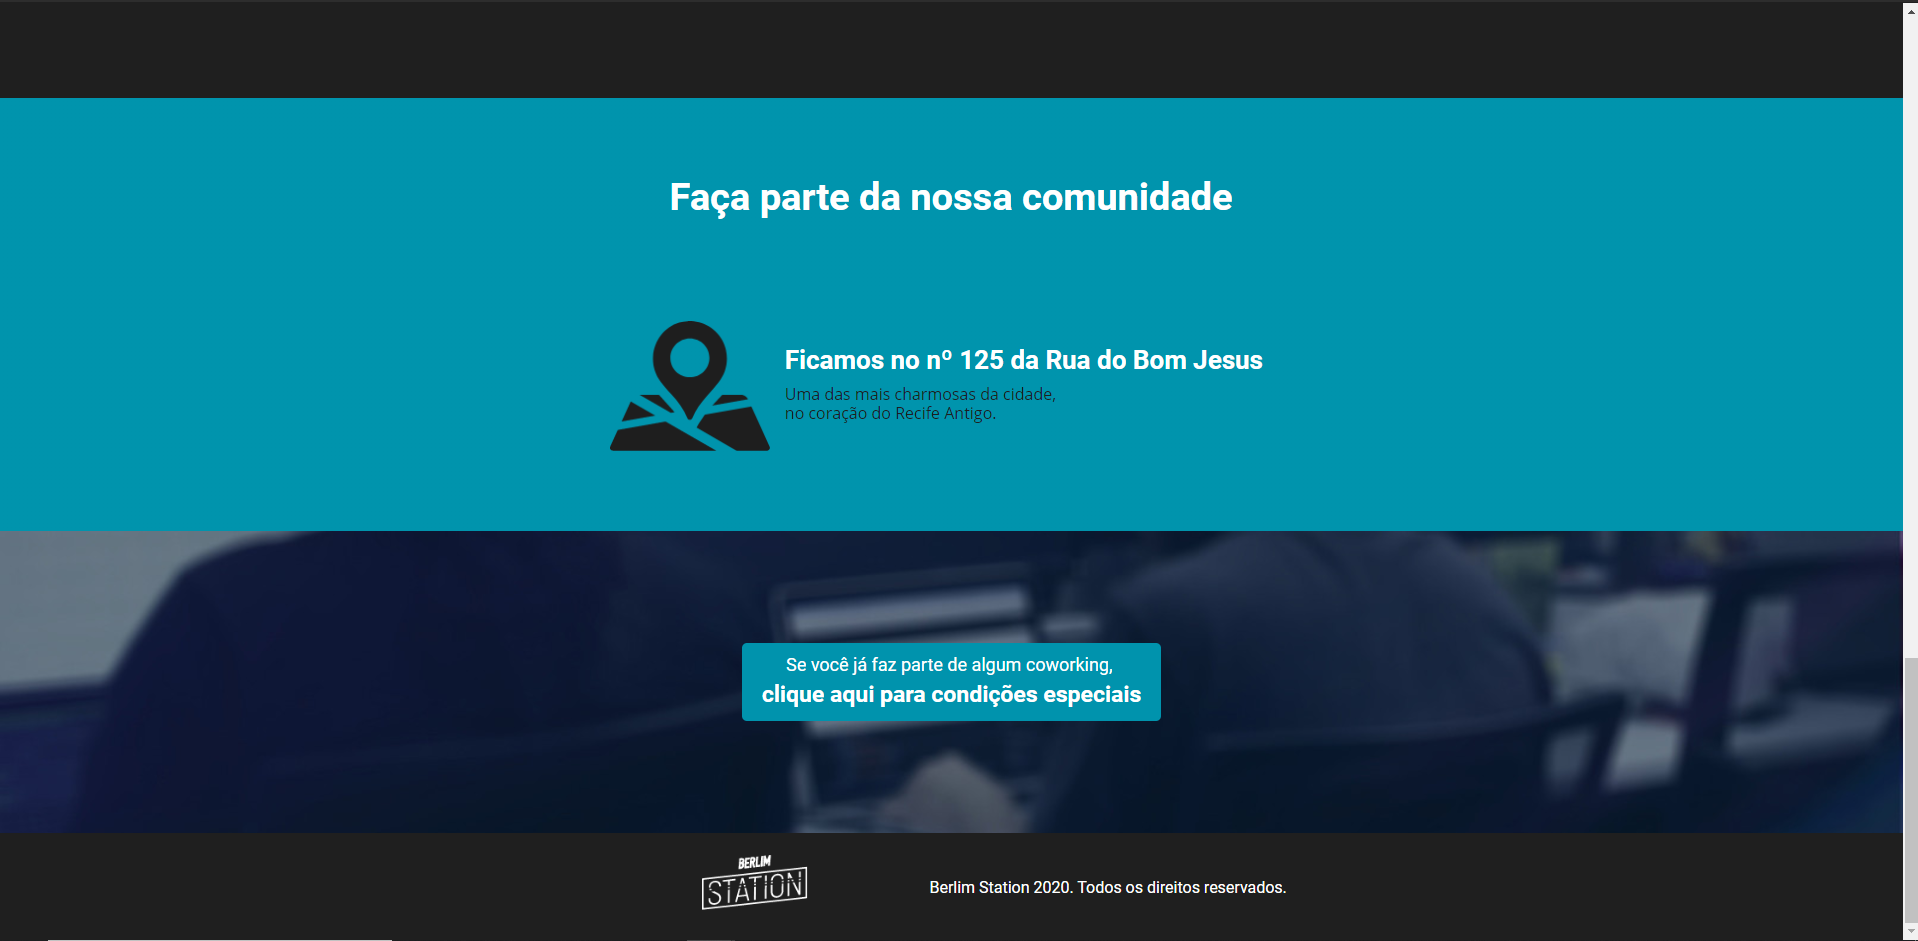 Faça parte da nossa comunidade
Ficamos no nº 125 da Rua do Bom Jesus
Uma das mais charmosas da cidade,
no coração do Recife Antigo.
Se você já faz parte de algum coworking,
clique aqui para condições especiais
BERLIM
STATION
Berlim Station 2020. Todos os direitos reservados.